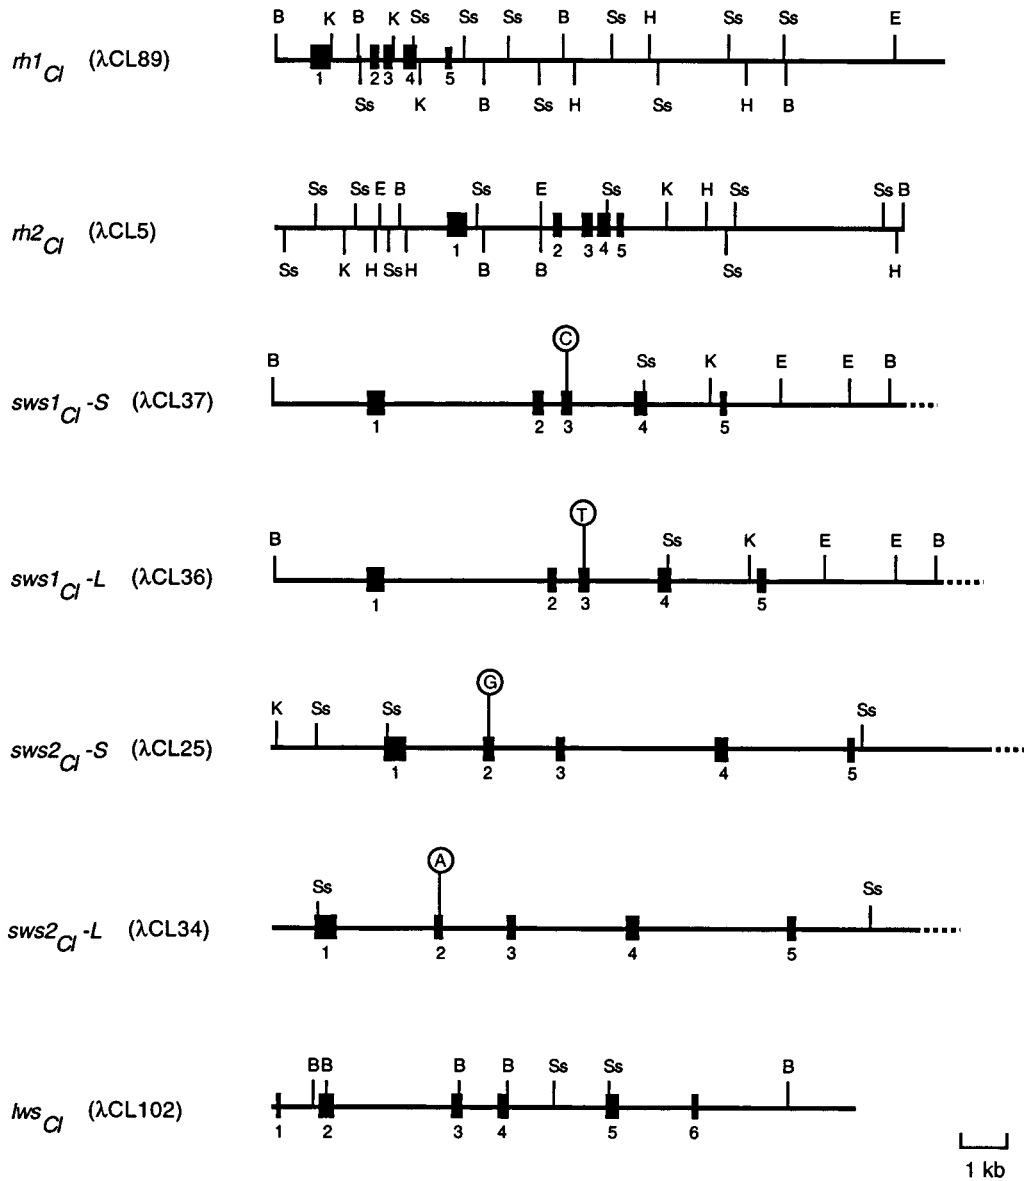 B K B K Ss Ss Ss B Ss H Ss Ss E
rh1Cl (λCL89)
1 2 3 4 5
Ss K B Ss H Ss H B
Ss Ss E B Ss E Ss K H Ss Ss B
rh2Cl (λCL5)
1 2 3 4 5
Ss K H Ss H B B Ss H
C
B Ss K E E B
sws1Cl -S (λCL37)
1 2 3 4 5
T
B Ss K E E B
sws1Cl -L (λCL36)
1 2 3 4 5
G
K Ss Ss Ss
sws2Cl -S (λCL25)
1 2 3 4 5
A
Ss Ss
sws2Cl -L (λCL34)
1 2 3 4 5
B B B B Ss Ss B
lwsCl (λCL102)
1 2 3 4 5 6
1 kb